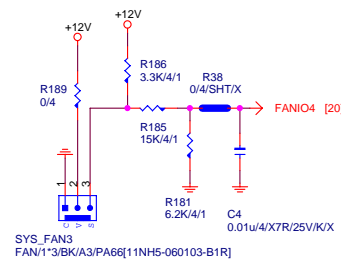 +12V
+12V
R186
3.3K/4/1
R189
0/4
R38
0/4/SHT/X
FANIO4 [20
R185
15K/4/1
1
2
3
C
A
S
R181
6.2K/4/1
C4
0.01u/4/X7R/25V/K/X
SYS_FAN3
FAN/1*3/BK/A3/PA66[11NH5-060103-B1R]